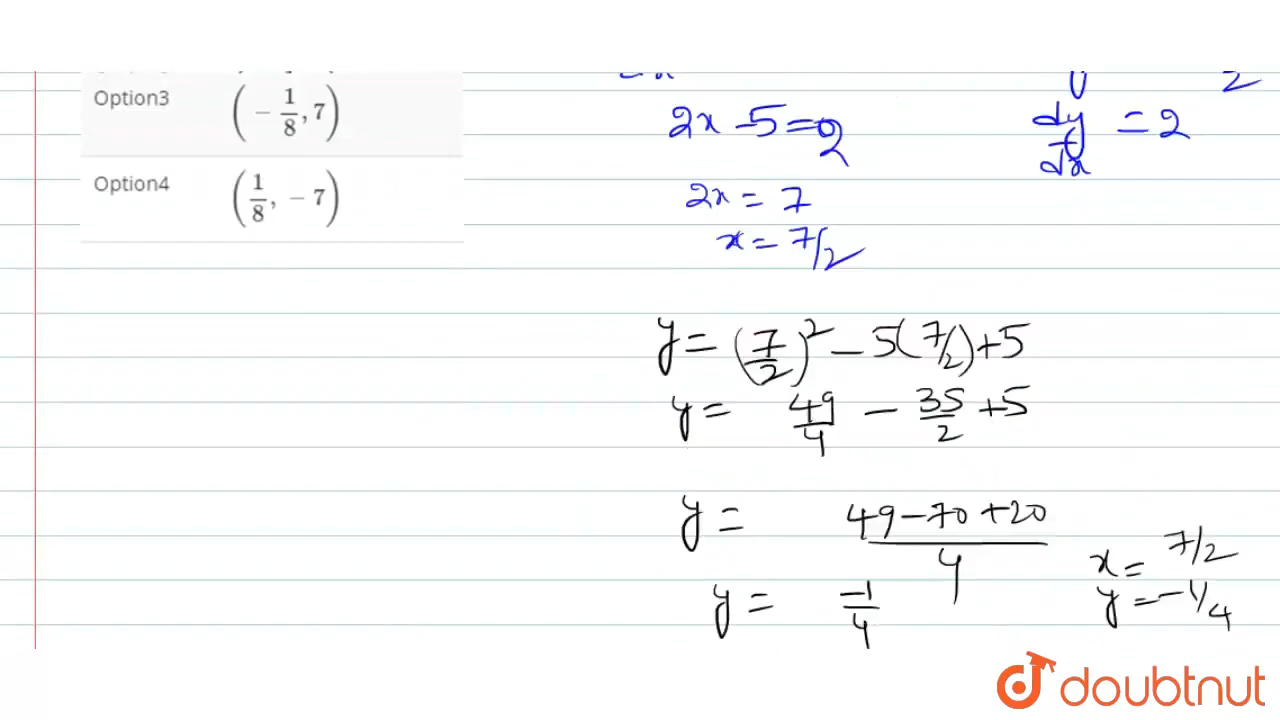 Option3 (-1/8, 7)
Option4 (1/8, -7)
2x - 5 = 2
2x = 7
x = 7/2
dy/dx = 2
y = (7/2)² - 5(7/2) + 5
y = 49/4 - 35/2 + 5
y = 49 - 70 + 20 / 4
y = -1/4
x = 7/2
y = -1/4
doubtnut